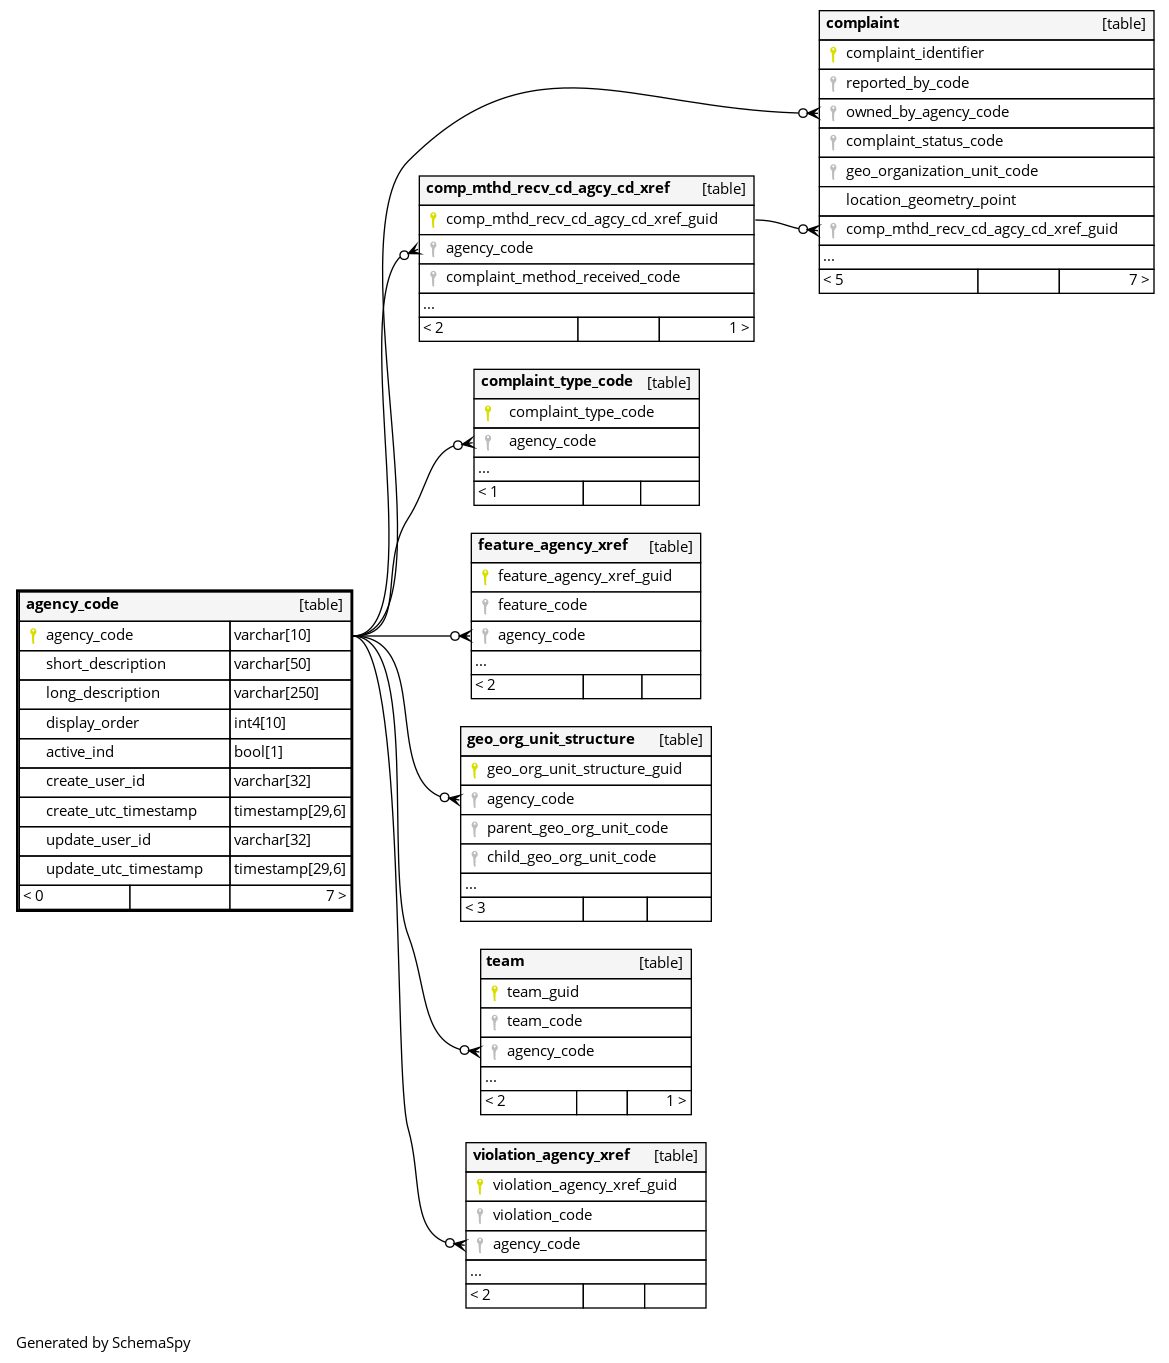 complaint [table]
complaint_identifier
reported_by_code
owned_by_agency_code
complaint_status_code
geo_organization_unit_code
location_geometry_point
comp_mthd_recv_cd_agcy_cd_xref_guid
...
< 5 7 >
comp_mthd_recv_cd_agcy_cd_xref [table]
comp_mthd_recv_cd_agcy_cd_xref_guid
agency_code
complaint_method_received_code
...
< 2 1 >
complaint_type_code [table]
complaint_type_code
agency_code
...
< 1
feature_agency_xref [table]
feature_agency_xref_guid
feature_code
agency_code
...
< 2
agency_code [table]
agency_code varchar[10]
short_description varchar[50]
long_description varchar[250]
display_order int4[10]
active_ind bool[1]
create_user_id varchar[32]
create_utc_timestamp timestamp[29,6]
update_user_id varchar[32]
update_utc_timestamp timestamp[29,6]
< 0 7 >
geo_org_unit_structure [table]
geo_org_unit_structure_guid
agency_code
parent_geo_org_unit_code
child_geo_org_unit_code
...
< 3
team [table]
team_guid
team_code
agency_code
...
< 2 1 >
violation_agency_xref [table]
violation_agency_xref_guid
violation_code
agency_code
...
< 2
Generated by SchemaSpy